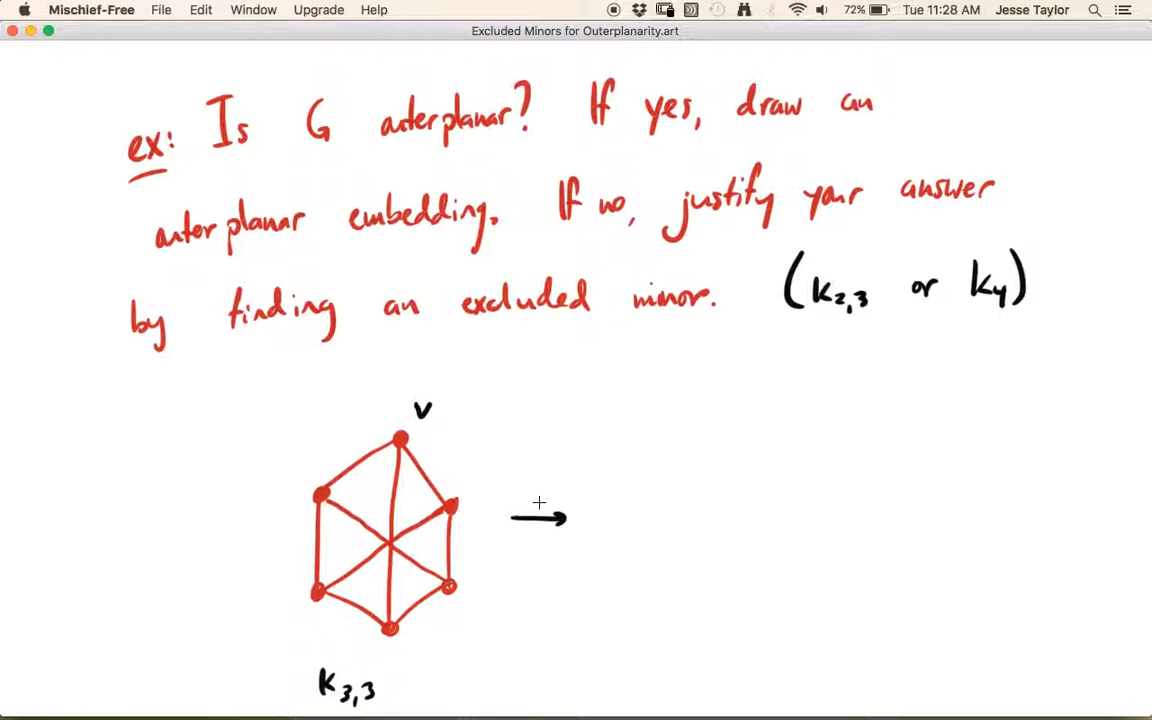 Mischief-Free File Edit Window Upgrade Help 72% Tue 11:28 AM Jesse Taylor
Excluded Minors for Outerplanarity.art
ex: Is G outerplanar? If yes, draw an
outerplanar embedding. If no, justify your answer
by finding an excluded minor. (K2,3 or K4)
v
K3,3